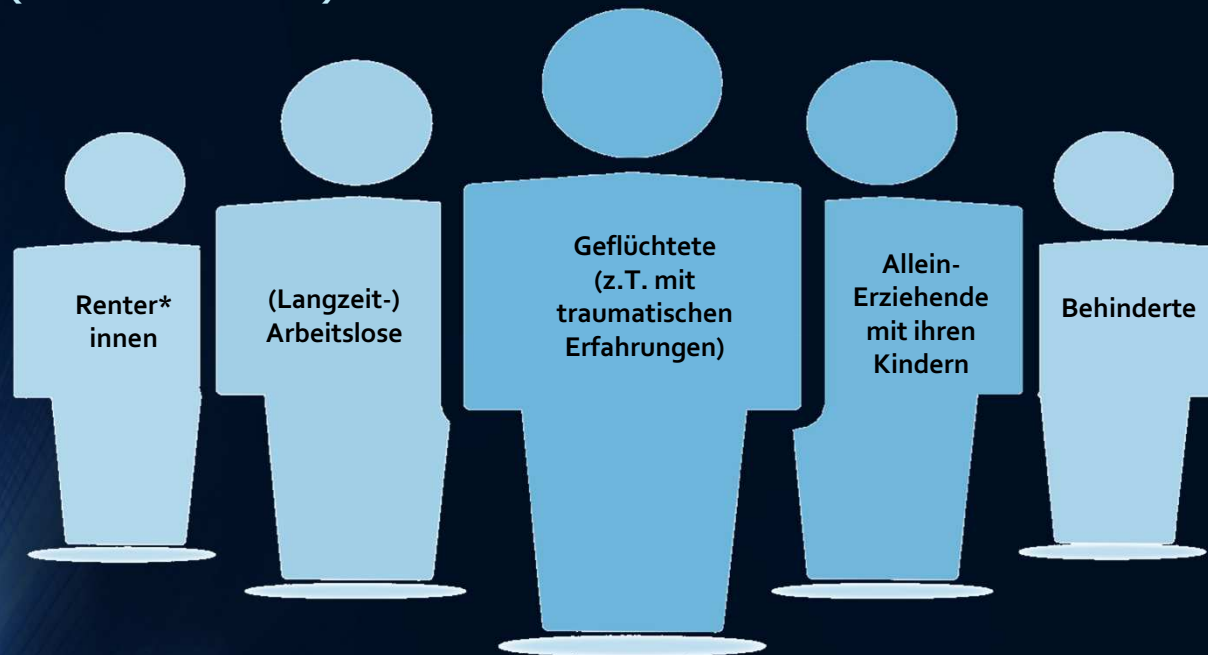 Renter*
innen
(Langzeit-)
Arbeitslose
Geflüchtete
(z.T. mit
traumatischen
Erfahrungen)
Allein-
Erziehende
mit ihren
Kindern
Behinderte